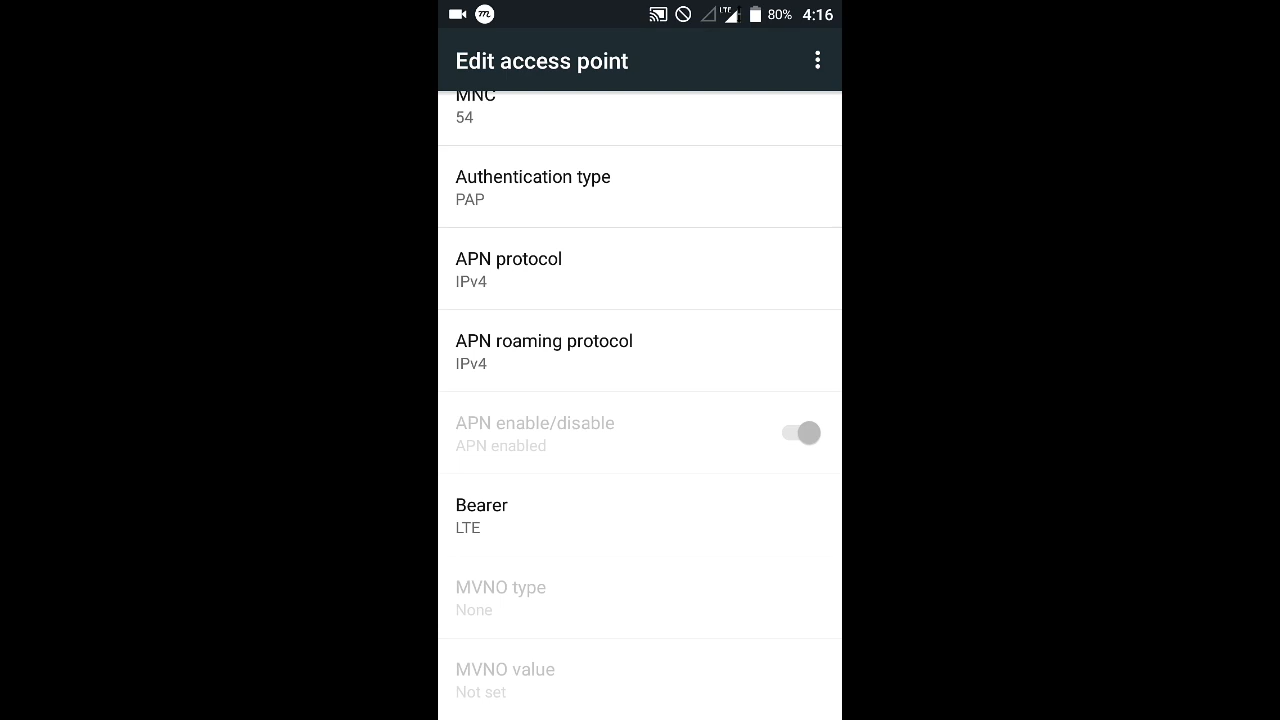 LTE 80% 4:16
Edit access point
MNC
54
Authentication type
PAP
APN protocol
IPv4
APN roaming protocol
IPv4
APN enable/disable
APN enabled
Bearer
LTE
MVNO type
None
MVNO value
Not set